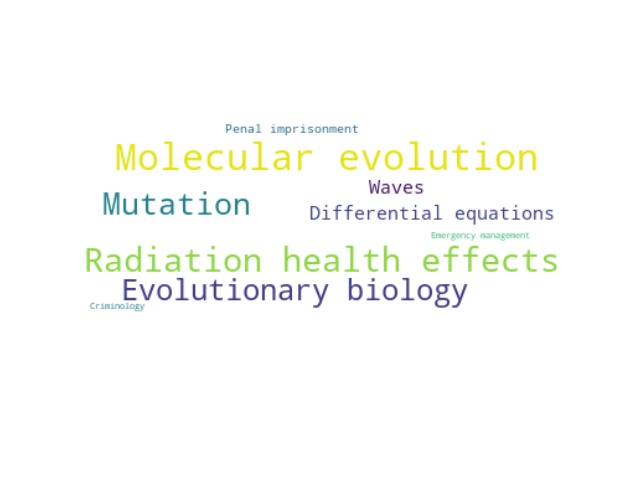 Penal imprisonment
Molecular evolution
Waves
Mutation
Differential equations
Emergency management
Radiation health effects
Evolutionary biology
Criminology